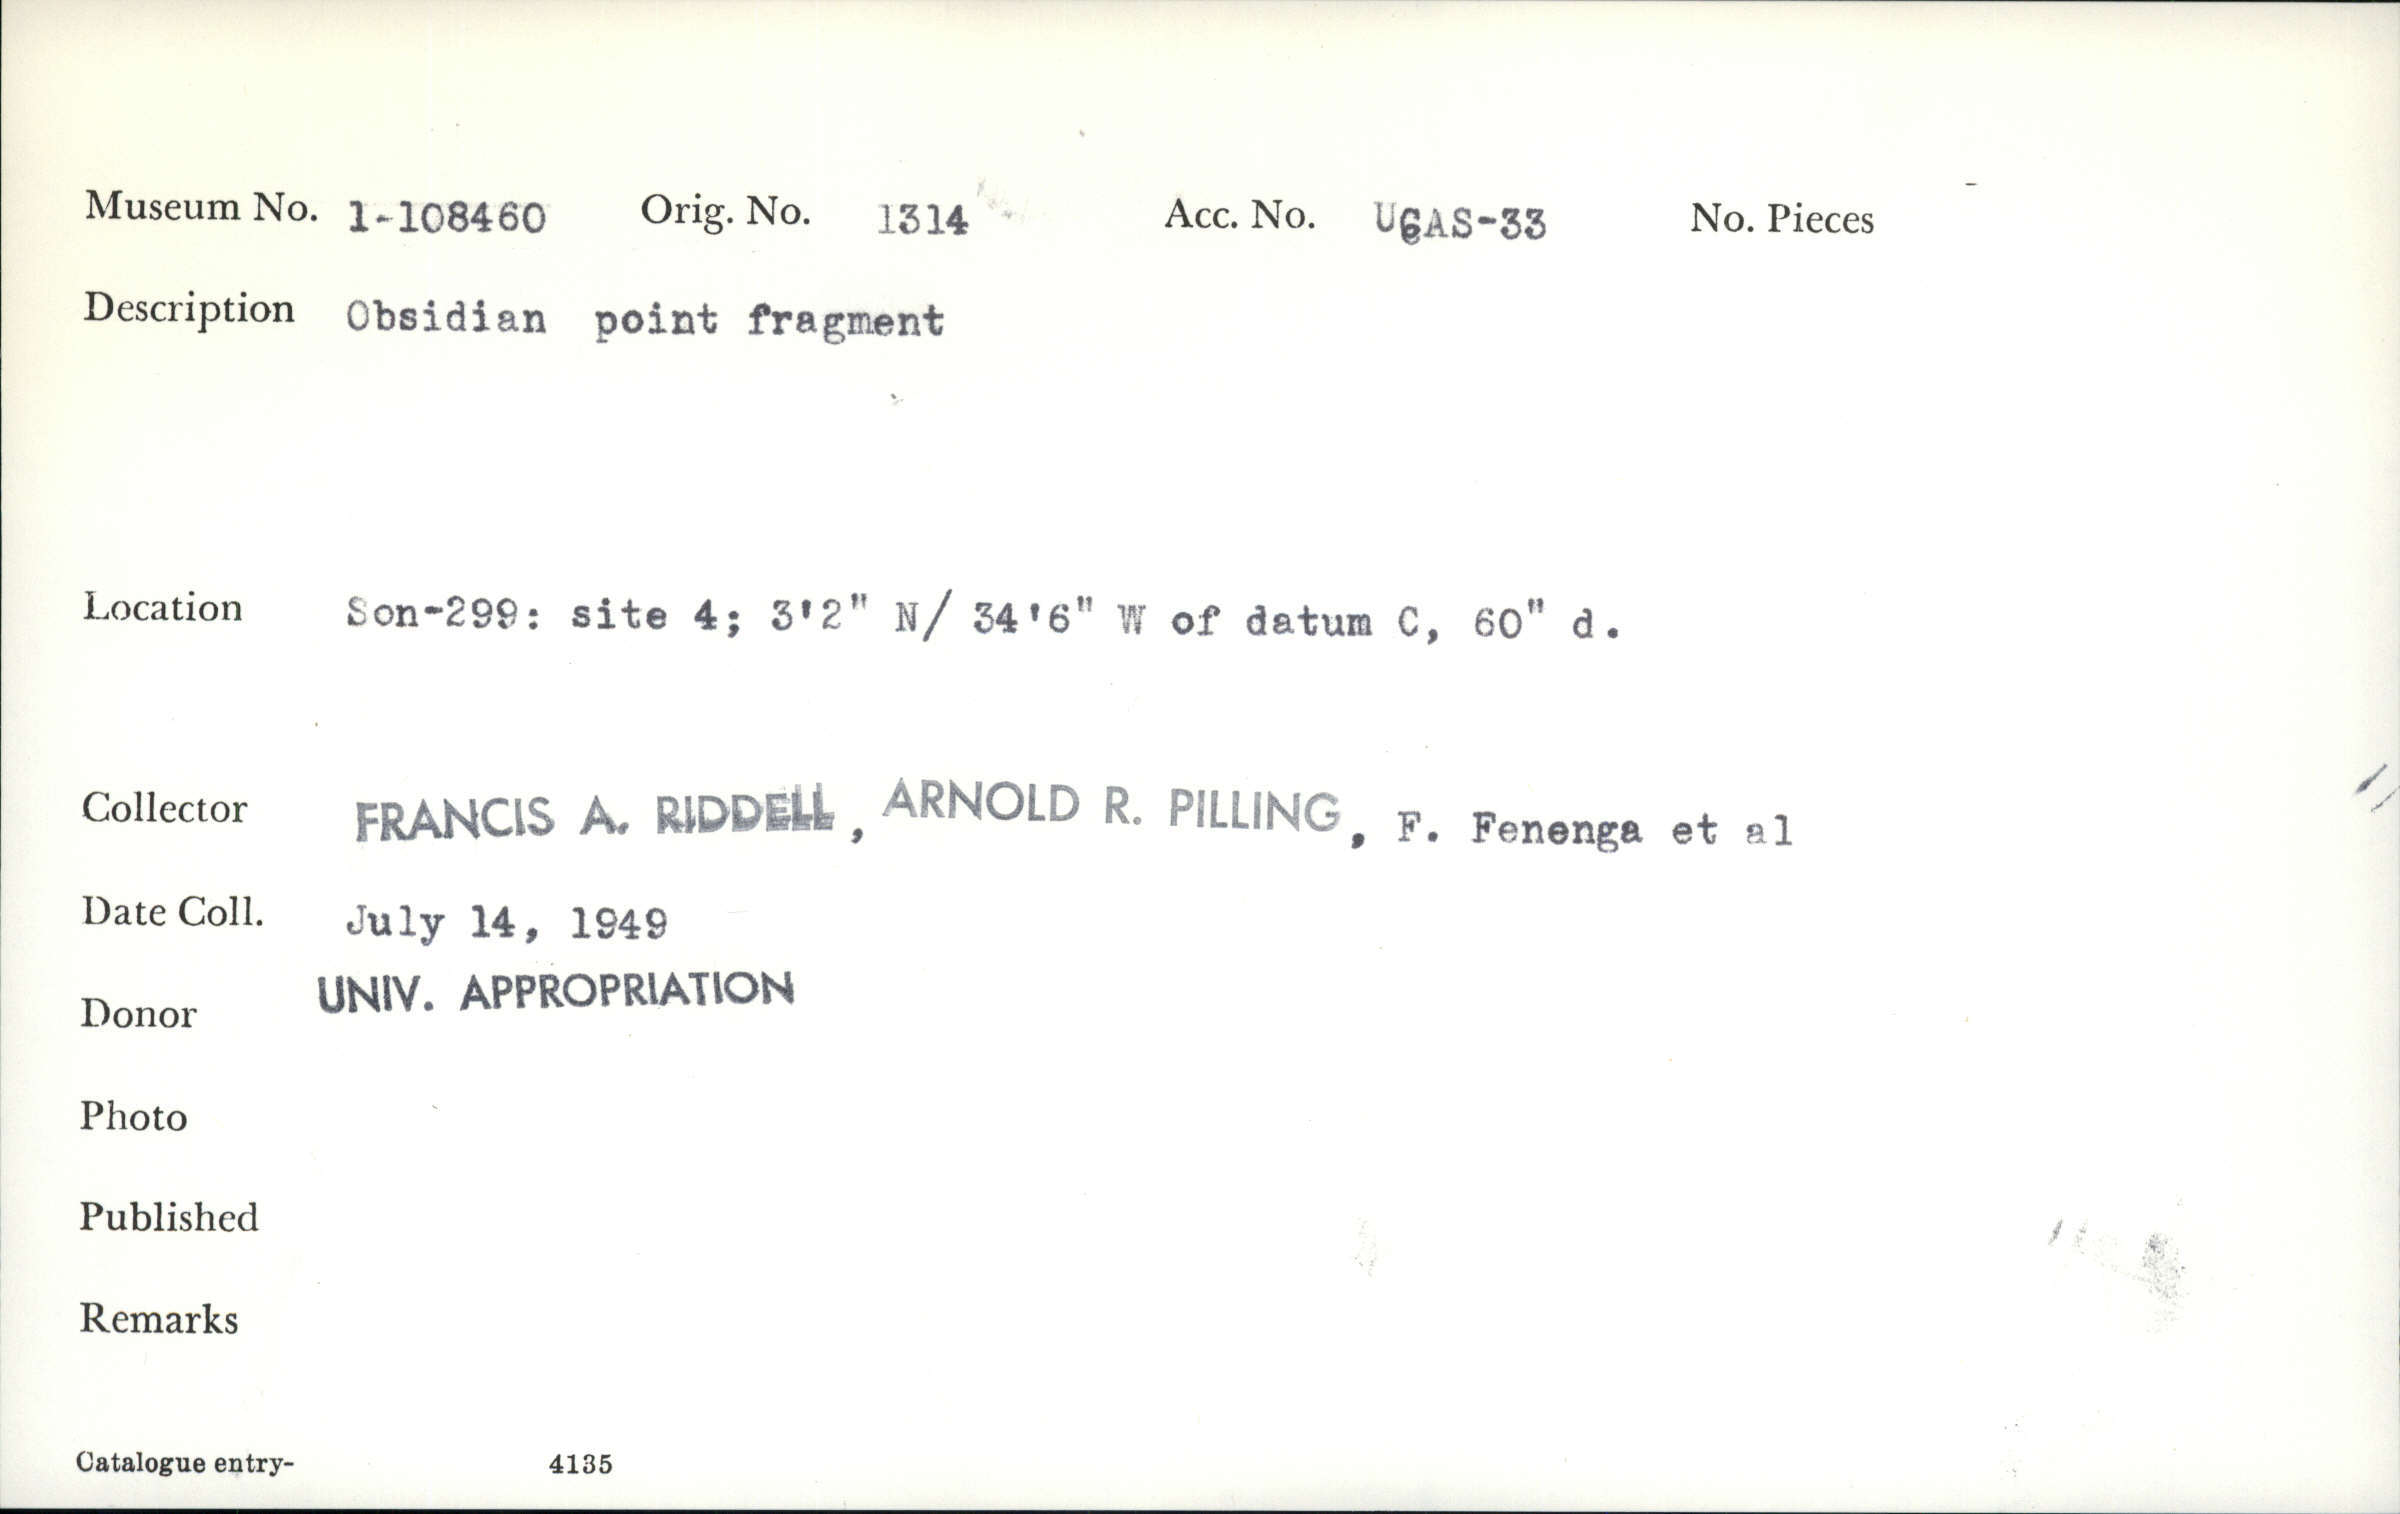 Museum No. 1-108460 Orig. No. 1314 Acc. No. UCAS-33 No. Pieces
Description Obsidian point fragment
Location Son-299: site 4; 3'2" N/ 34'6" W of datum C, 60" d.
Collector FRANCIS A. RIDDELL, ARNOLD R. PILLING, F. Fenenga et al
Date Coll. July 14, 1949
Donor UNIV. APPROPRIATION
Photo
Published
Remarks
Catalogue entry- 4135